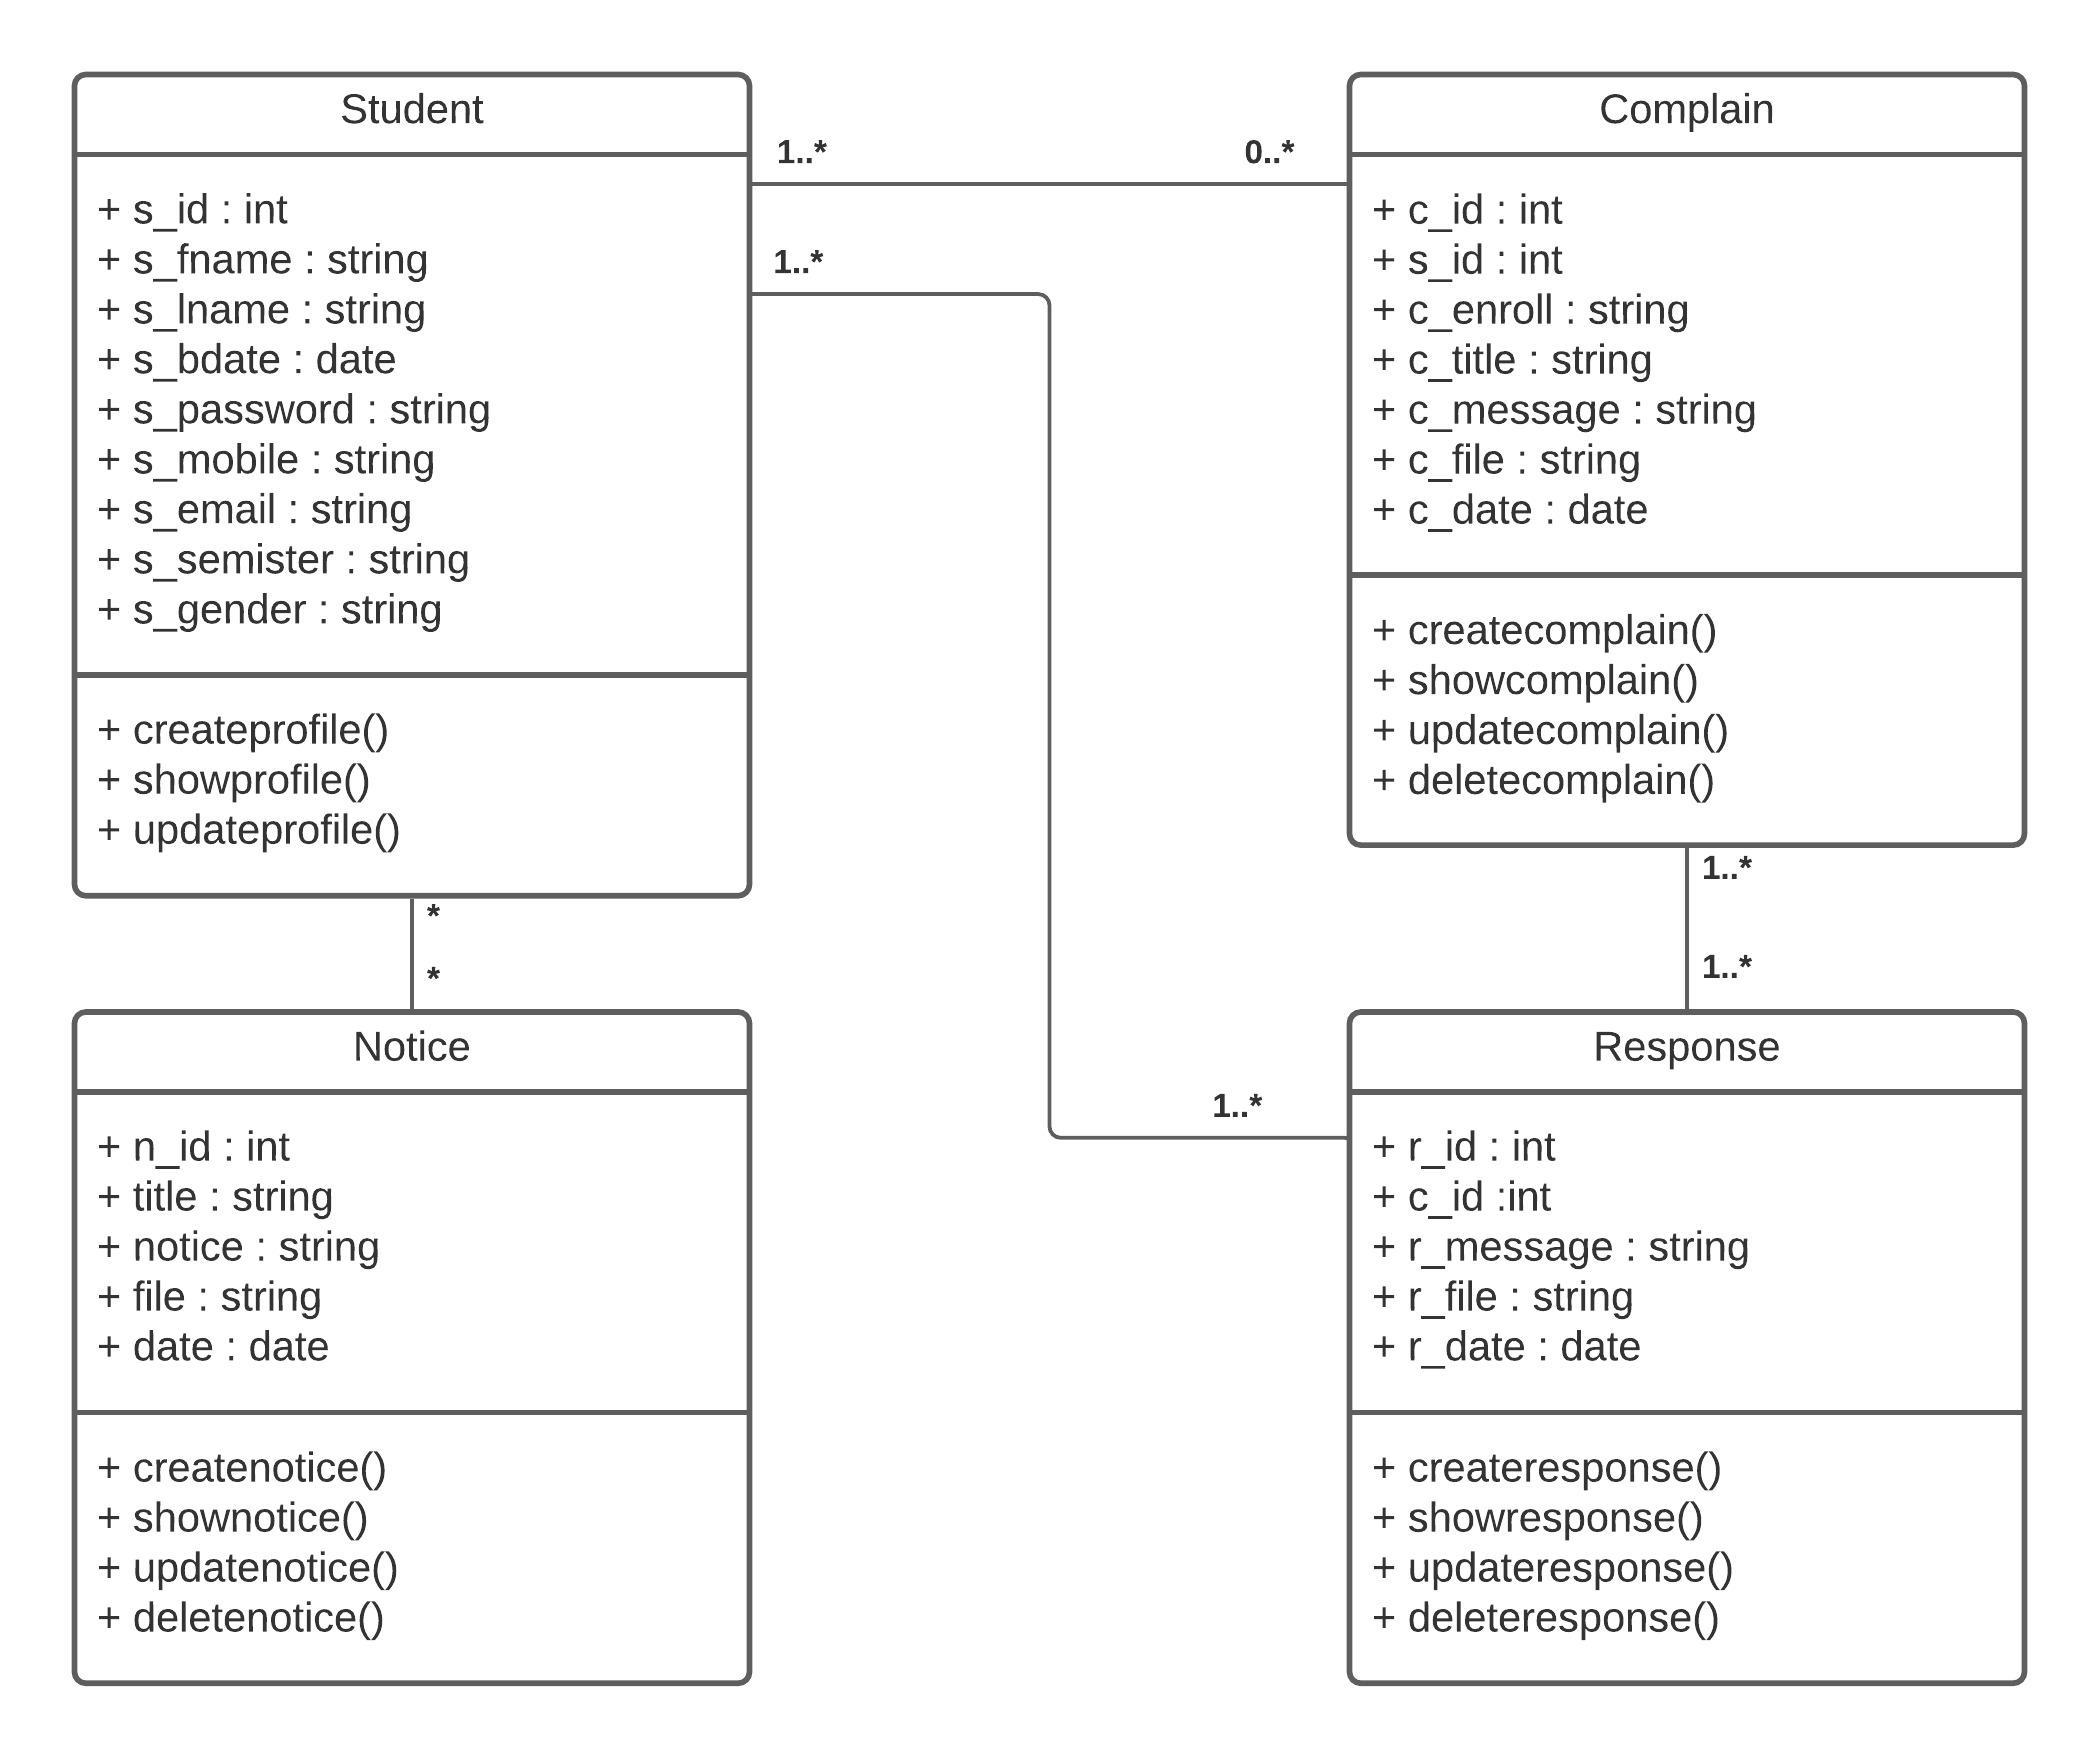 Student
+ s_id : int
+ s_fname : string
+ s_lname : string
+ s_bdate : date
+ s_password : string
+ s_mobile : string
+ s_email : string
+ s_semister : string
+ s_gender : string
+ createprofile()
+ showprofile()
+ updateprofile()
1..*
0..*
1..*
1..*
Complain
+ c_id : int
+ s_id : int
+ c_enroll : string
+ c_title : string
+ c_message : string
+ c_file : string
+ c_date : date
+ createcomplain()
+ showcomplain()
+ updatecomplain()
+ deletecomplain()
*
*
1..*
1..*
Notice
+ n_id : int
+ title : string
+ notice : string
+ file : string
+ date : date
+ createnotice()
+ shownotice()
+ updatenotice()
+ deletenotice()
Response
+ r_id : int
+ c_id :int
+ r_message : string
+ r_file : string
+ r_date : date
+ createresponse()
+ showresponse()
+ updateresponse()
+ deleteresponse()